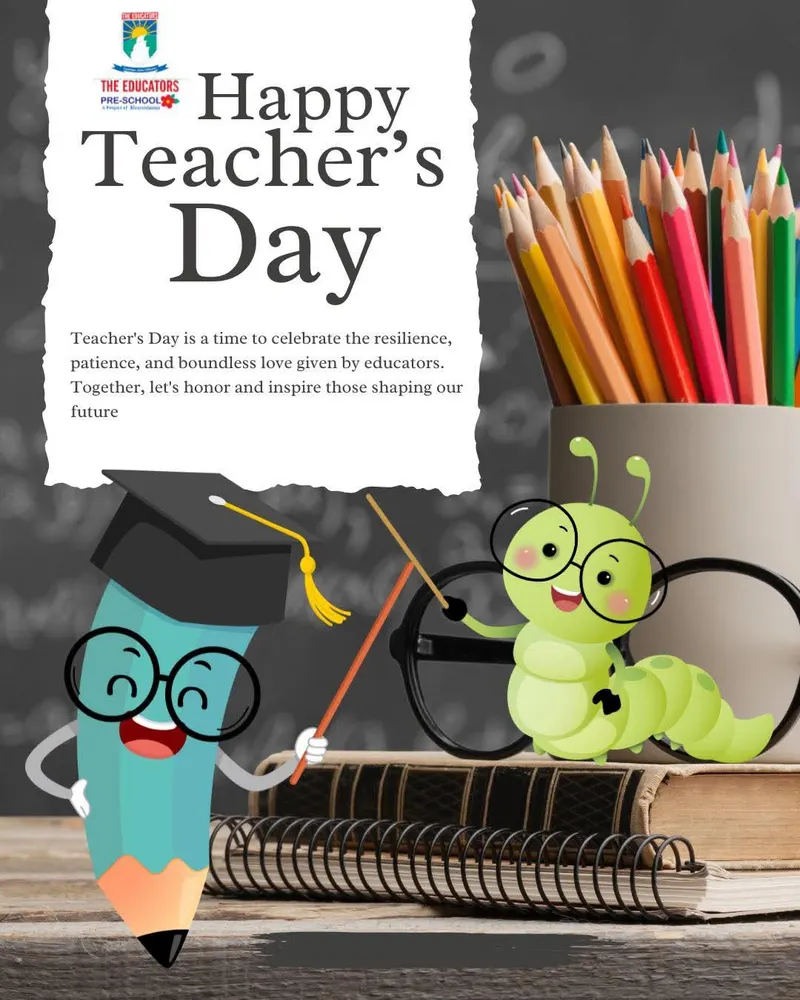 THE EDUCATORS
THE EDUCATORS
PRE-SCHOOL
Happy
Teacher’s
Day
Teacher's Day is a time to celebrate the resilience,
patience, and boundless love given by educators.
Together, let's honor and inspire those shaping our
future